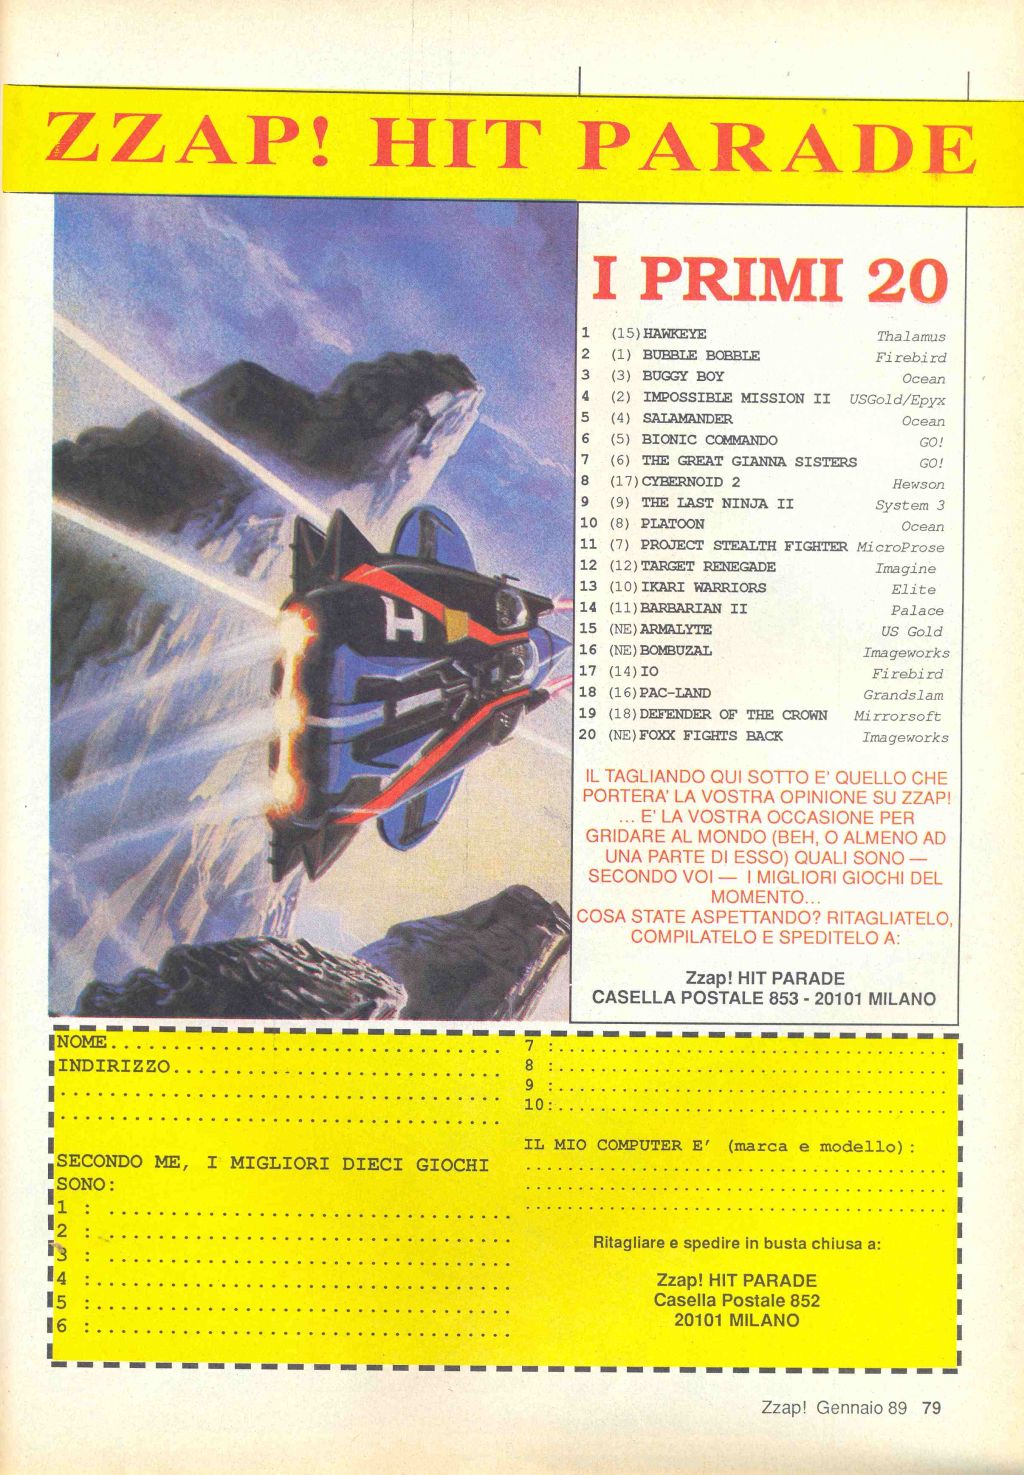 ZZAP! HIT PARADE
I PRIMI 20
1 (15) HAWKEYE Thalamus
2 (1) BUBBLE BOBBLE Firebird
3 (3) BUGGY BOY Ocean
4 (2) IMPOSSIBLE MISSION II USGold/Epyx
5 (4) SALAMANDER Ocean
6 (5) BIONIC COMMANDO GO!
7 (6) THE GREAT GIANNA SISTERS GO!
8 (17) CYBERNOID 2 Hewson
9 (9) THE LAST NINJA II System 3
10 (8) PLATOON Ocean
11 (7) PROJECT STEALTH FIGHTER MicroProse
12 (12) TARGET RENEGADE Imagine
13 (10) IKARI WARRIORS Elite
14 (11) BARBARIAN II Palace
15 (NE) ARMALYTE US Gold
16 (NE) BOMBUZAL Imageworks
17 (14) IO Firebird
18 (16) PAC-LAND Grandslam
19 (18) DEFENDER OF THE CROWN Mirrorsoft
20 (NE) FOXX FIGHTS BACK Imageworks
H
IL TAGLIANDO QUI SOTTO E' QUELLO CHE
PORTERA' LA VOSTRA OPINIONE SU ZZAP!
... E' LA VOSTRA OCCASIONE PER
GRIDARE AL MONDO (BEH, O ALMENO AD
UNA PARTE DI ESSO) QUALI SONO —
SECONDO VOI — I MIGLIORI GIOCHI DEL
MOMENTO...
COSA STATE ASPETTANDO? RITAGLIATELO,
COMPILATELO E SPEDITELO A:
Zzap! HIT PARADE
CASELLA POSTALE 853 - 20101 MILANO
NOME.................................
INDIRIZZO............................
.....................................
.....................................
SECONDO ME, I MIGLIORI DIECI GIOCHI
SONO:
1 : ..................................
2 : ..................................
3 : ..................................
4 :...................................
5 :...................................
6 :...................................
7 :...................................
8 :...................................
9 :...................................
10:...................................
IL MIO COMPUTER E' (marca e modello):
.....................................
.....................................
.....................................
Ritagliare e spedire in busta chiusa a:
Zzap! HIT PARADE
Casella Postale 852
20101 MILANO
Zzap! Gennaio 89 79